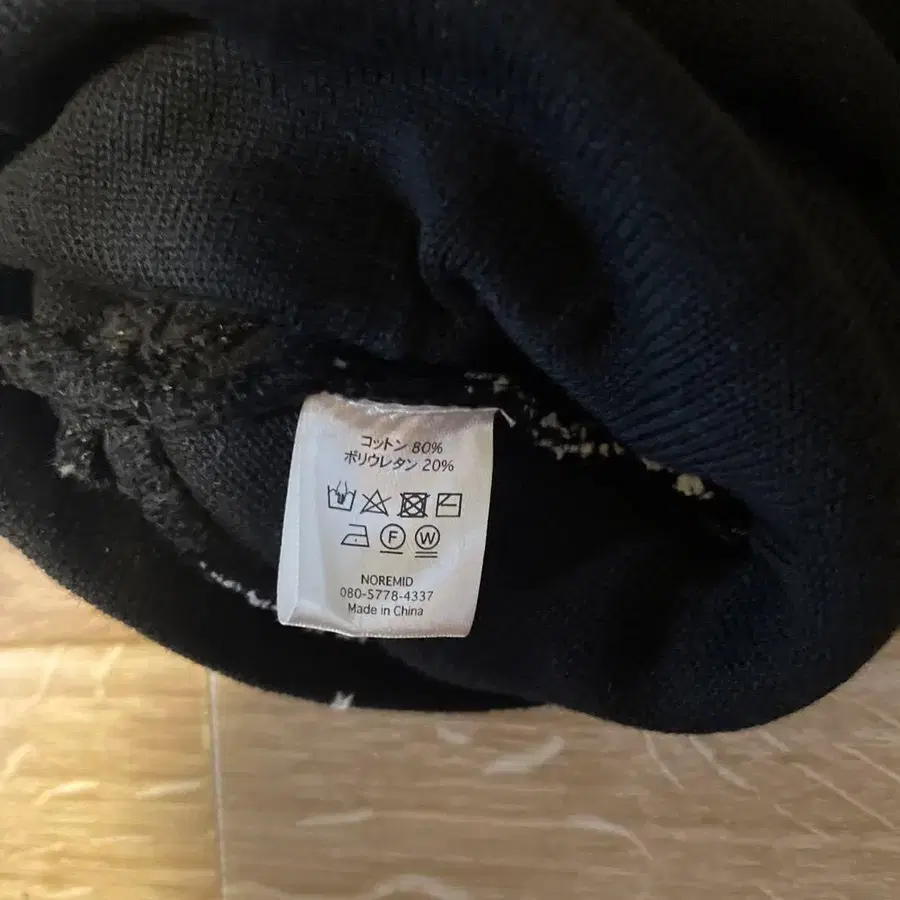 コットン 80%
ポリウレタン 20%
F W
NOREMID
080-5778-4337
Made in China